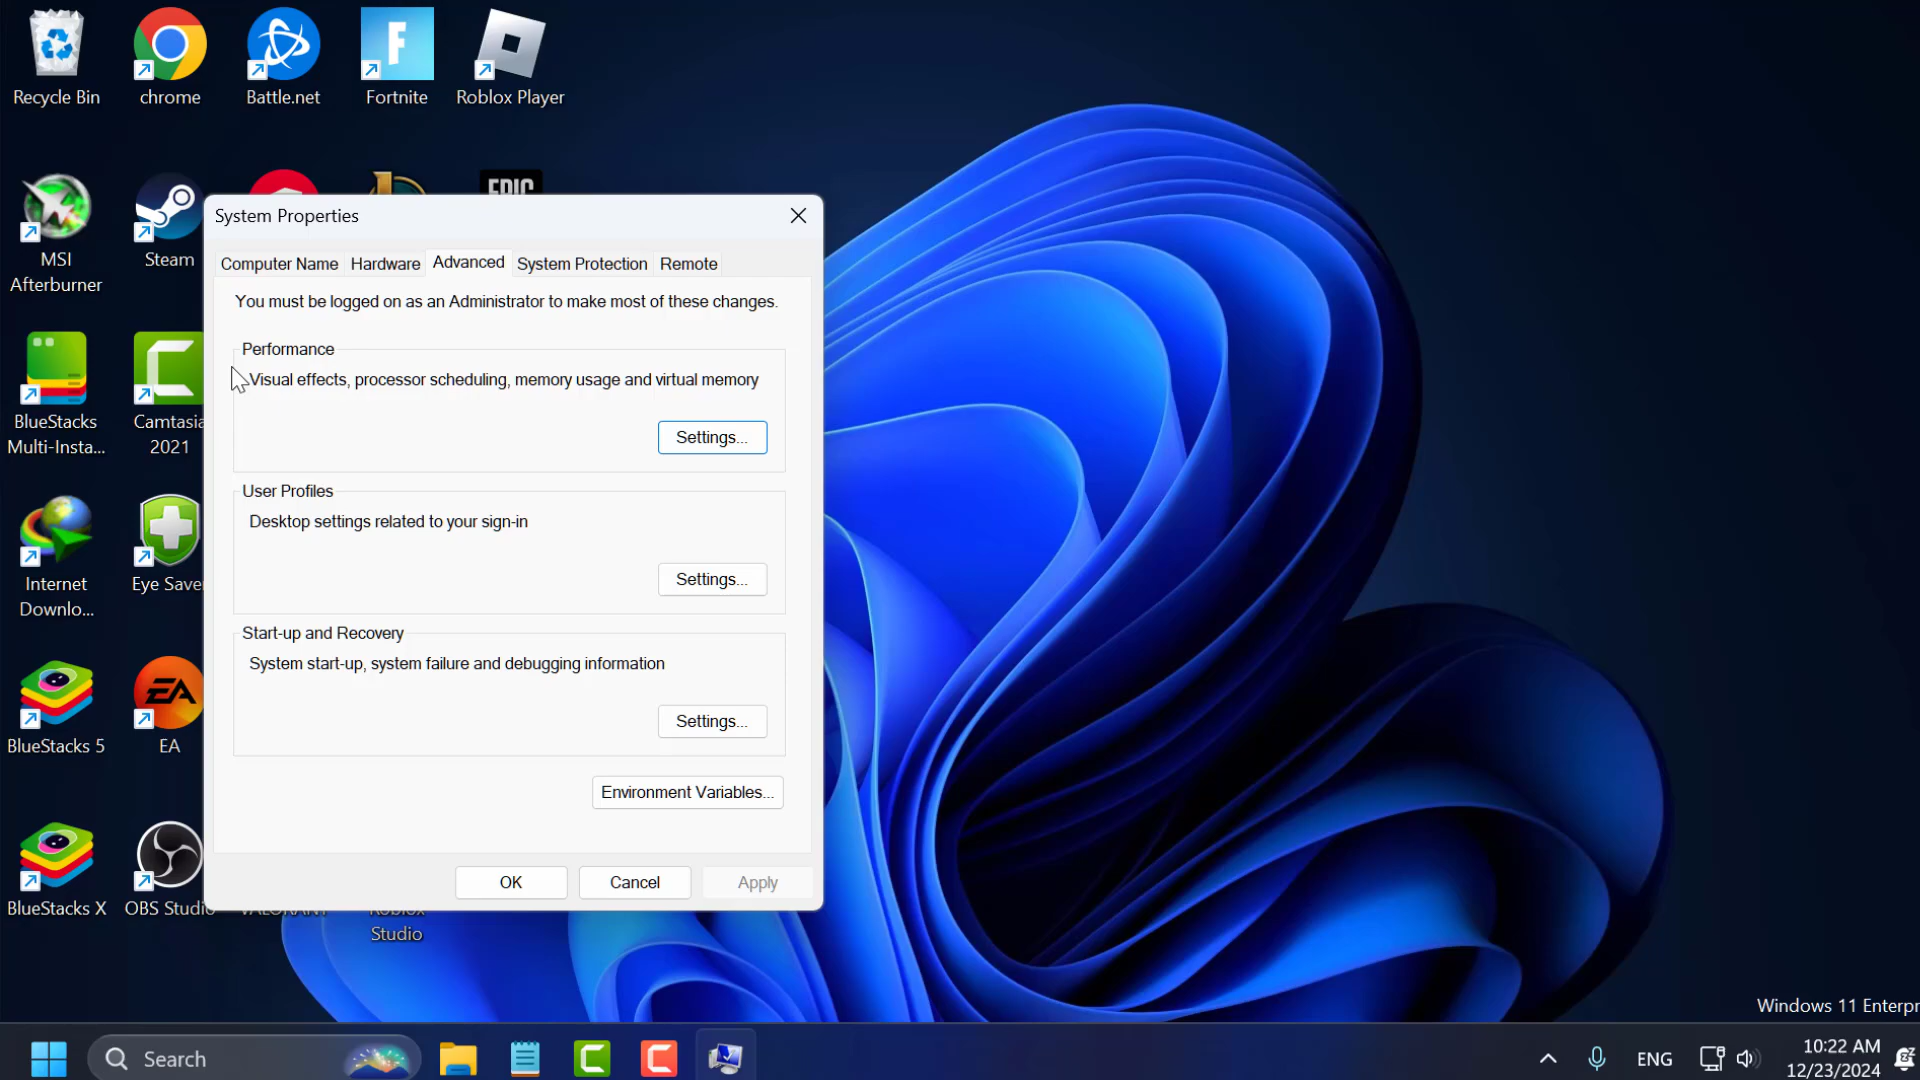 Recycle Bin
chrome
Battle.net
Fortnite
Roblox Player
EPIC
MSI
Afterburner
Steam
BlueStacks
Multi-Insta...
Camtasia
2021
Internet
Downlo...
Eye Saver
BlueStacks 5
EA
EA
BlueStacks X
OBS Studio
VALORANT
Roblox
Studio
System Properties
Computer Name
Hardware
Advanced
System Protection
Remote
You must be logged on as an Administrator to make most of these changes.
Performance
Visual effects, processor scheduling, memory usage and virtual memory
Settings...
User Profiles
Desktop settings related to your sign-in
Settings...
Start-up and Recovery
System start-up, system failure and debugging information
Settings...
Environment Variables...
OK
Cancel
Apply
Windows 11 Enterpr
Search
ENG
10:22 AM
12/23/2024